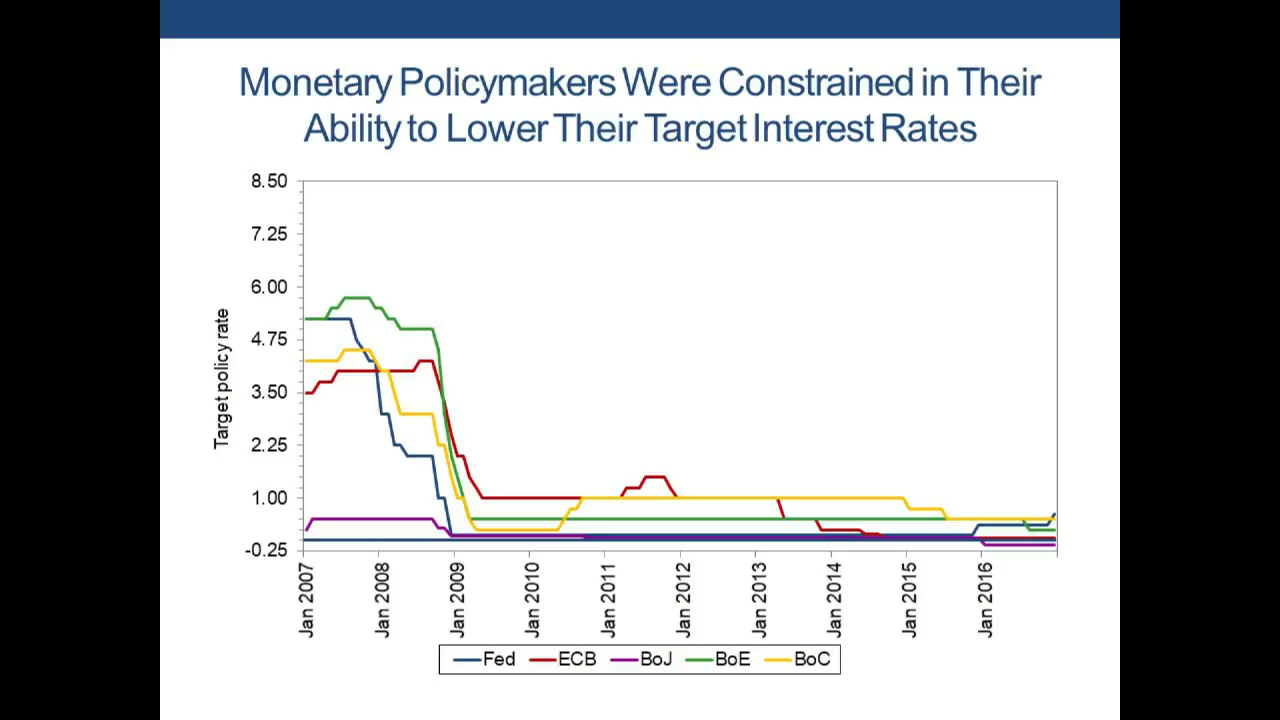 Monetary Policymakers Were Constrained in Their
Ability to Lower Their Target Interest Rates
8.50
7.25
6.00
4.75
3.50
2.25
1.00
-0.25
Target policy rate
Jan 2007
Jan 2008
Jan 2009
Jan 2010
Jan 2011
Jan 2012
Jan 2013
Jan 2014
Jan 2015
Jan 2016
Fed ECB BoJ BoE BoC